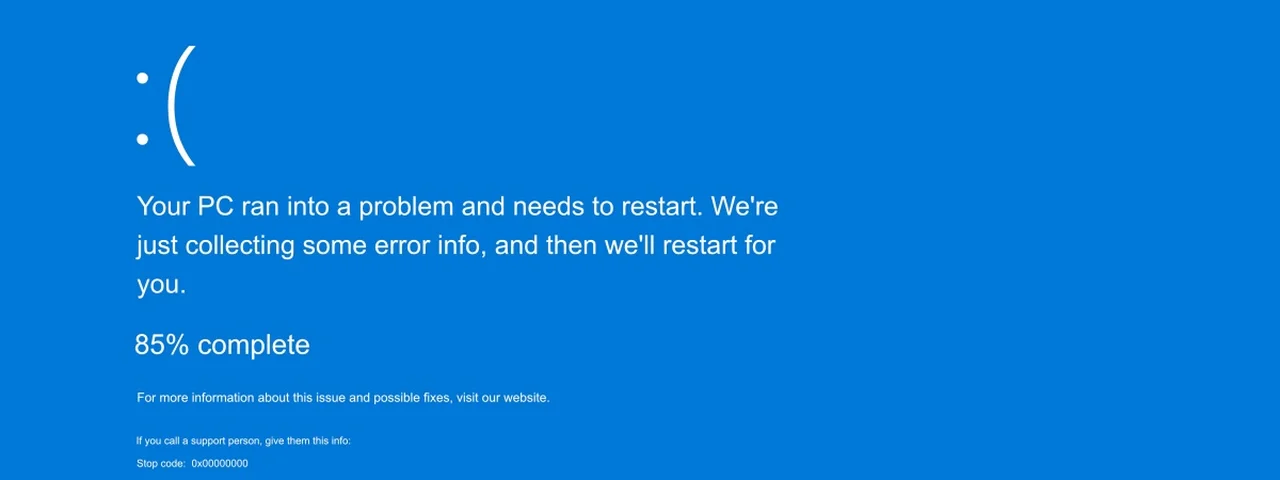 :(
Your PC ran into a problem and needs to restart. We're
just collecting some error info, and then we'll restart for
you.
85% complete
For more information about this issue and possible fixes, visit our website.
If you call a support person, give them this info:
Stop code: 0x00000000